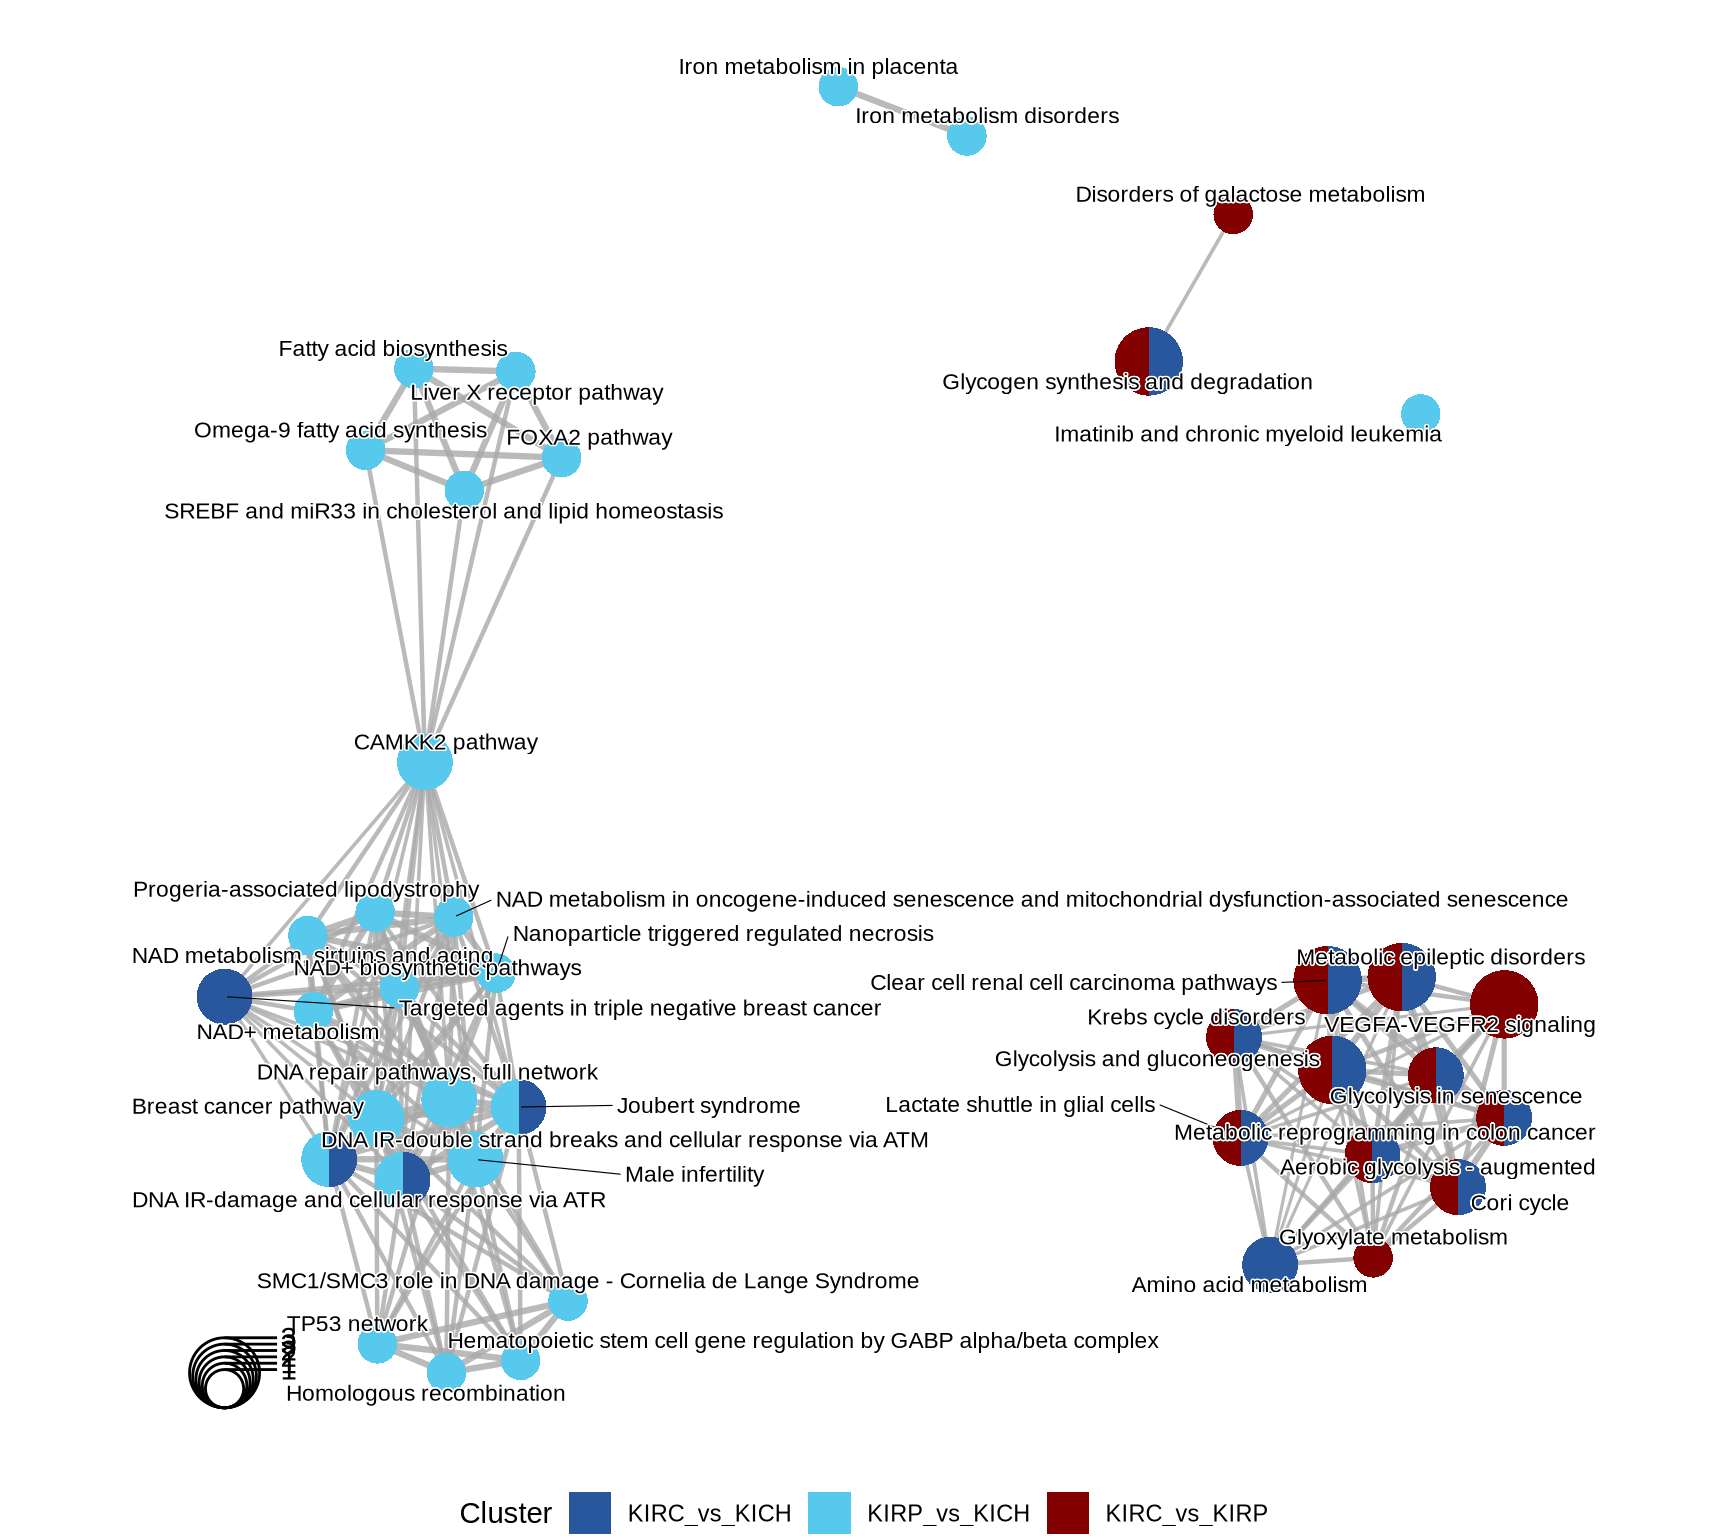 Iron metabolism in placenta
Iron metabolism disorders
Disorders of galactose metabolism
Fatty acid biosynthesis
Glycogen synthesis and degradation
Liver X receptor pathway
Omega-9 fatty acid synthesis
FOXA2 pathway
Imatinib and chronic myeloid leukemia
SREBF and miR33 in cholesterol and lipid homeostasis
CAMKK2 pathway
Progeria-associated lipodystrophy
NAD metabolism in oncogene-induced senescence and mitochondrial dysfunction-associated senescence
Nanoparticle triggered regulated necrosis
NAD metabolism, sirtuins and aging
NAD+ biosynthetic pathways
Metabolic epileptic disorders
Clear cell renal cell carcinoma pathways
Targeted agents in triple negative breast cancer
Krebs cycle disorders
VEGFA-VEGFR2 signaling
NAD+ metabolism
Glycolysis and gluconeogenesis
DNA repair pathways, full network
Glycolysis in senescence
Breast cancer pathway
Joubert syndrome
Lactate shuttle in glial cells
Metabolic reprogramming in colon cancer
DNA IR-double strand breaks and cellular response via ATM
Aerobic glycolysis - augmented
Male infertility
DNA IR-damage and cellular response via ATR
Cori cycle
Glyoxylate metabolism
SMC1/SMC3 role in DNA damage - Cornelia de Lange Syndrome
Amino acid metabolism
TP53 network
Hematopoietic stem cell gene regulation by GABP alpha/beta complex
Homologous recombination
Cluster
KIRC_vs_KICH
KIRP_vs_KICH
KIRC_vs_KIRP